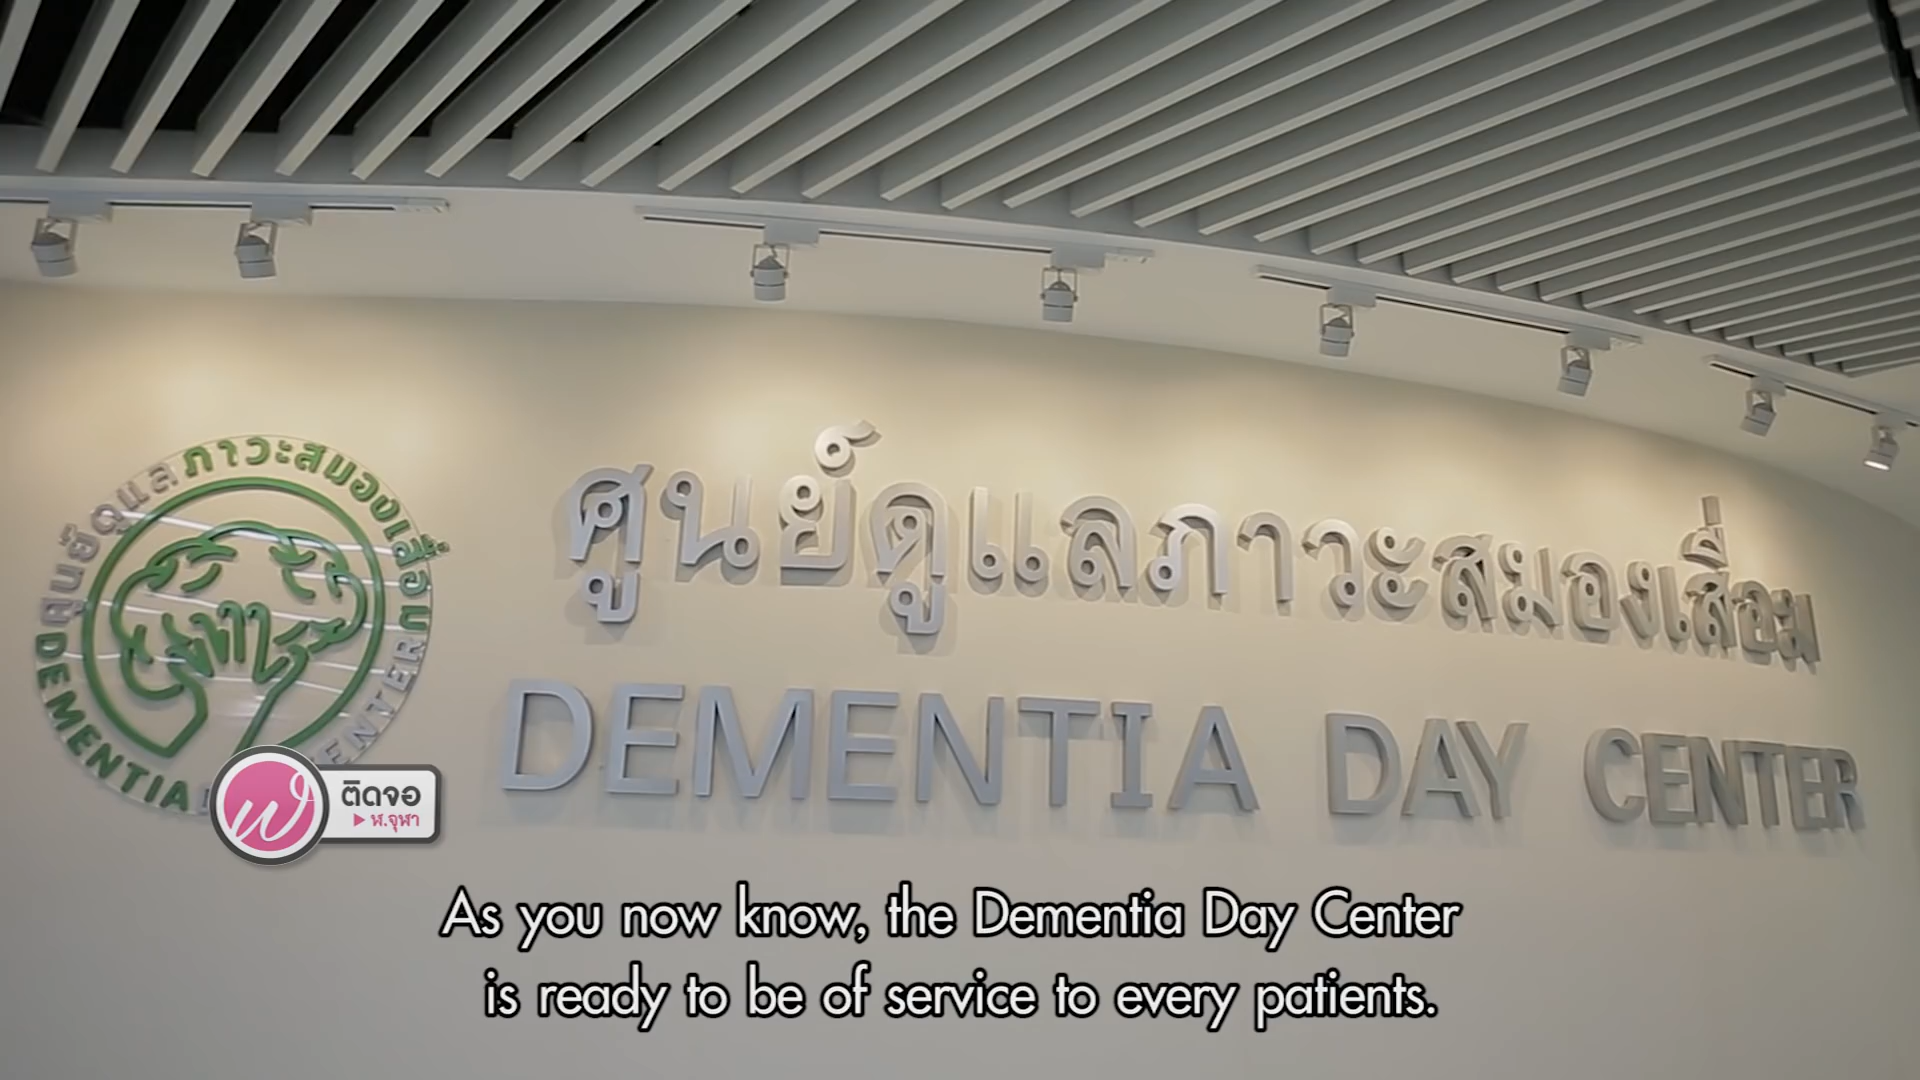 ศูนย์ดูแลภาวะสมองเสื่อม
DEMENTIA DAY CENTER
ศูนย์ดูแลภาวะสมองเสื่อม
DEMENTIA ENTER
ติดจอ
ฬ.จุฬา
As you now know, the Dementia Day Center
is ready to be of service to every patients.